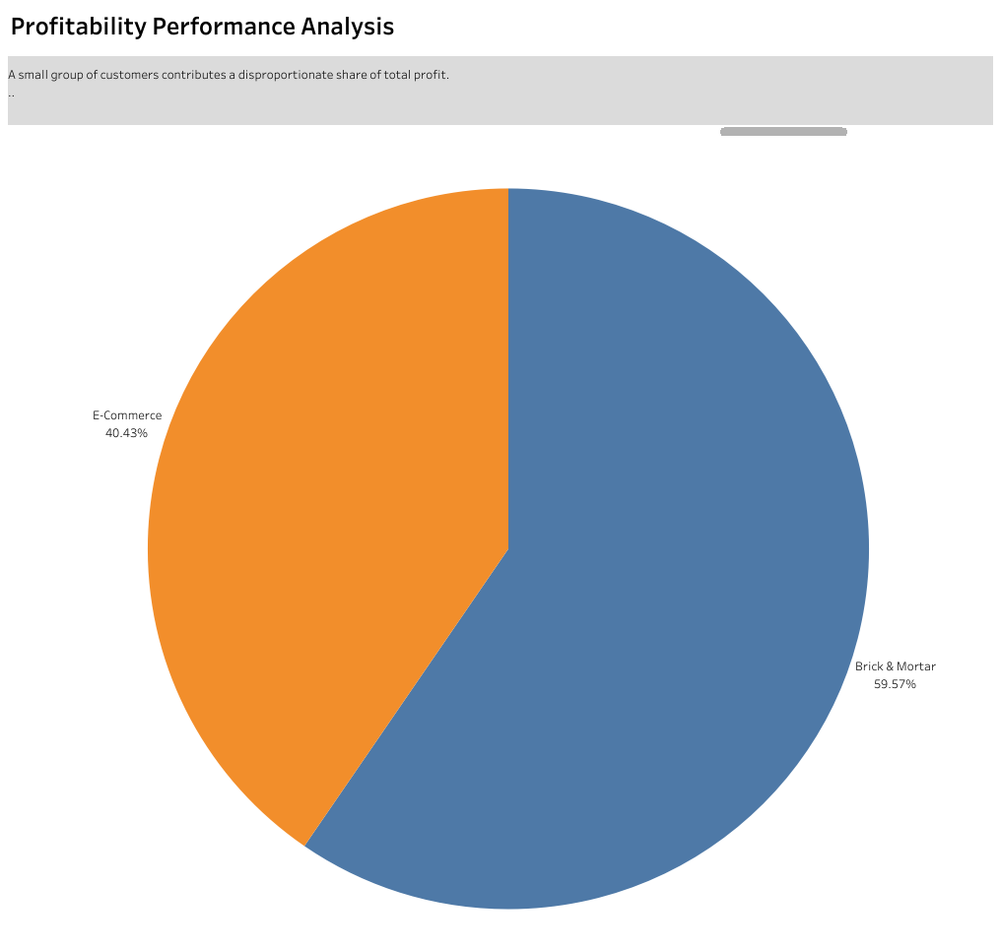 Profitability Performance Analysis
A small group of customers contributes a disproportionate share of total profit.
..
E-Commerce
40.43%
Brick & Mortar
59.57%